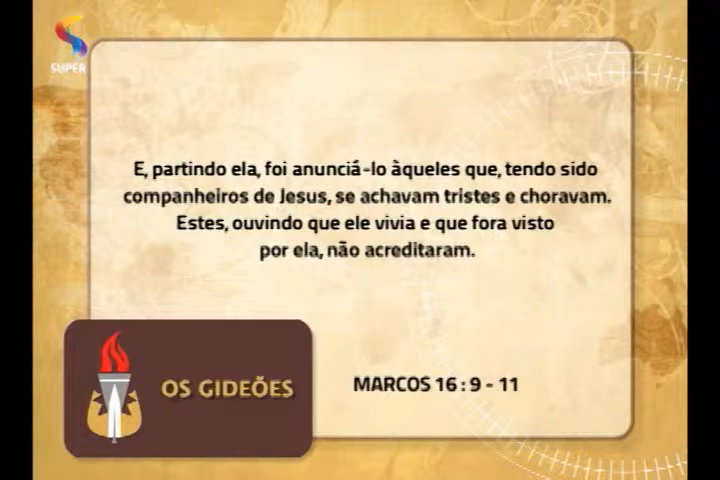 SUPER
E, partindo ela, foi anunciá-lo àqueles que, tendo sido
companheiros de Jesus, se achavam tristes e choravam.
Estes, ouvindo que ele vivia e que fora visto
por ela, não acreditaram.
OS GIDEÕES
MARCOS 16 : 9 - 11